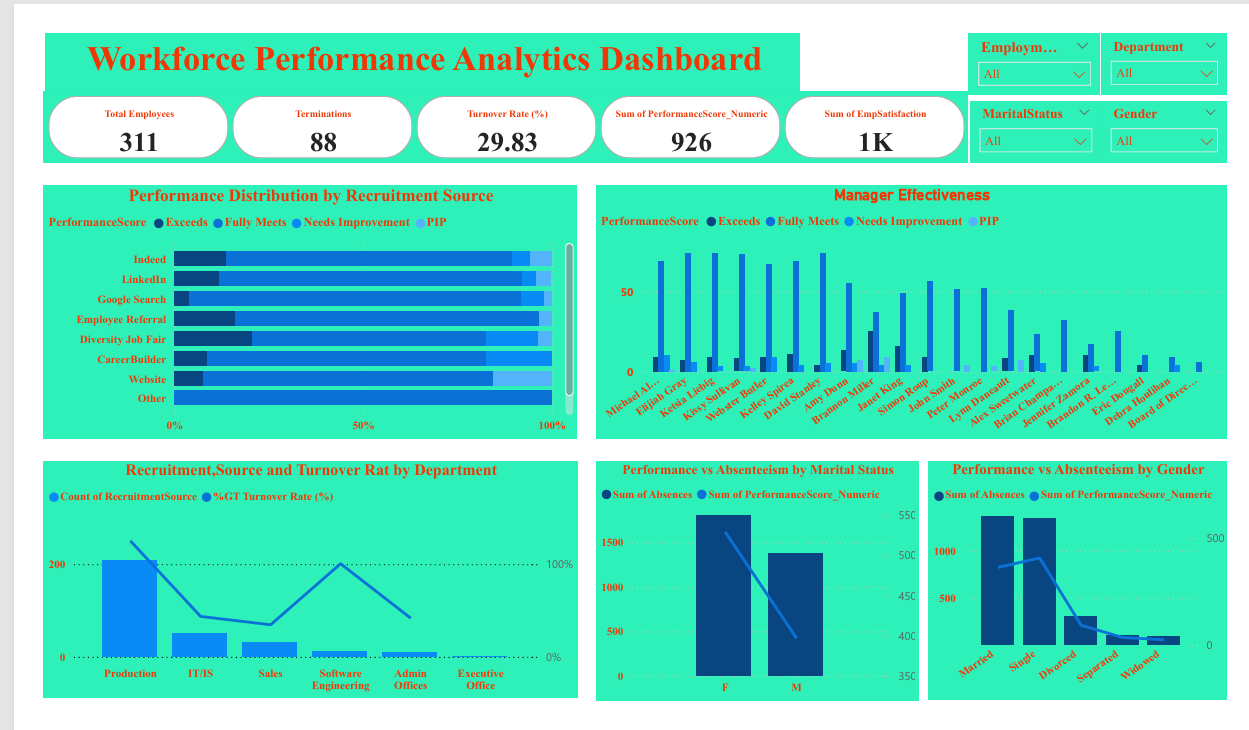 Workforce Performance Analytics Dashboard
Employm...
All
Department
All
MaritalStatus
All
Gender
All
Total Employees
311
Terminations
88
Turnover Rate (%)
29.83
Sum of PerformanceScore_Numeric
926
Sum of EmpSatisfaction
1K
Performance Distribution by Recruitment Source
PerformanceScore Exceeds Fully Meets Needs Improvement PIP
Indeed
LinkedIn
Google Search
Employee Referral
Diversity Job Fair
CareerBuilder
Website
Other
0% 50% 100%
Manager Effectiveness
PerformanceScore Exceeds Fully Meets Needs Improvement PIP
50
0
Michael Al...
Elijiah Gray
Ketsia Liebig
Kissy Sullivan
Webster Butler
Kelley Spirea
David Stanley
Amy Dunn
Brannon Miller
Janet King
Simon Roup
John Smith
Peter Monroe
Lynn Daneault
Alex Sweetwater
Brian Champa...
Jennifer Zamora
Brandon R. Le...
Eric Dougall
Debra Houlihan
Board of Direc...
Recruitment,Source and Turnover Rat by Department
Count of RecruitmentSource %GT Turnover Rate (%)
200 100%
0 0%
Production IT/IS Sales Software Engineering Admin Offices Executive Office
Performance vs Absenteeism by Marital Status
Sum of Absences Sum of PerformanceScore_Numeric
1500
1000
500
0
550
500
450
400
350
F M
Performance vs Absenteeism by Gender
Sum of Absences Sum of PerformanceScore_Numeric
1000
500
500
0
Married
Single
Divorced
Separated
Widowed